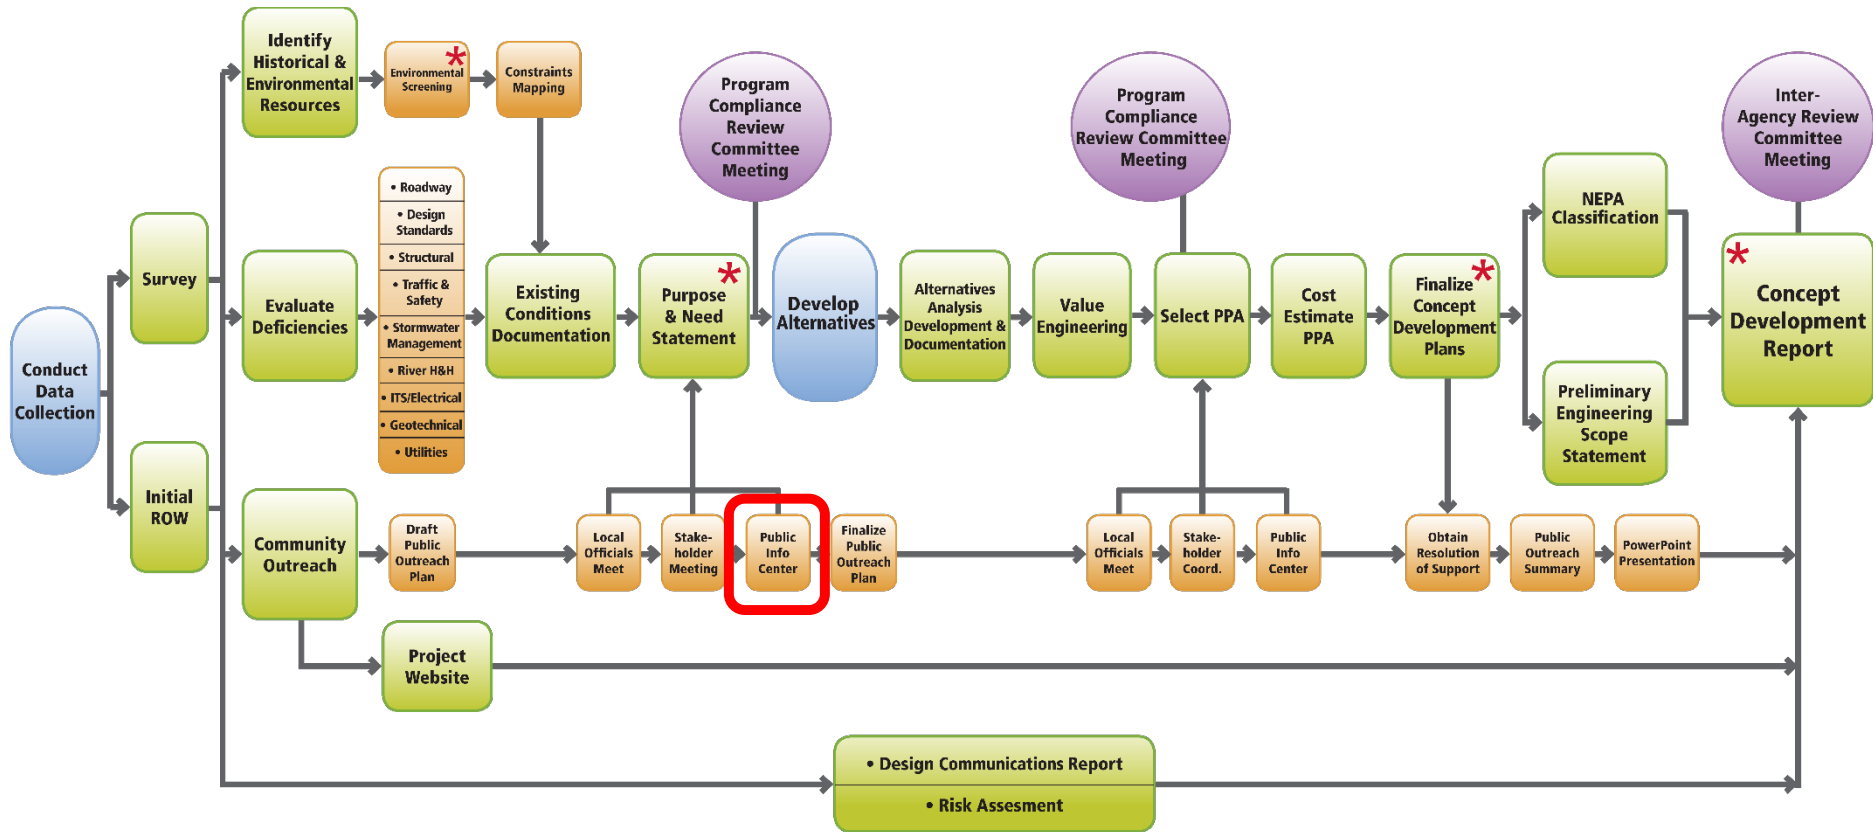 Identify
Historical &
Environmental
Resources
*
Environmental
Screening
Constraints
Mapping
Program
Compliance
Review
Committee
Meeting
Program
Compliance
Review Committee
Meeting
Inter-
Agency Review
Committee
Meeting
Conduct
Data
Collection
Survey
Initial
ROW
Evaluate
Deficiencies
• Roadway
• Design
Standards
• Structural
• Traffic &
Safety
• Stormwater
Management
• River H&H
• ITS/Electrical
• Geotechnical
• Utilities
Existing
Conditions
Documentation
*
Purpose
& Need
Statement
Develop
Alternatives
Alternatives
Analysis
Development &
Documentation
Value
Engineering
Select PPA
Cost
Estimate
PPA
*
Finalize
Concept
Development
Plans
NEPA
Classification
Preliminary
Engineering
Scope
Statement
*
Concept
Development
Report
Community
Outreach
Draft
Public
Outreach
Plan
Local
Officials
Meet
Stake-
holder
Meeting
Public
Info
Center
Finalize
Public
Outreach
Plan
Local
Officials
Meet
Stake-
holder
Coord.
Public
Info
Center
Obtain
Resolution
of Support
Public
Outreach
Summary
PowerPoint
Presentation
Project
Website
• Design Communications Report
• Risk Assesment